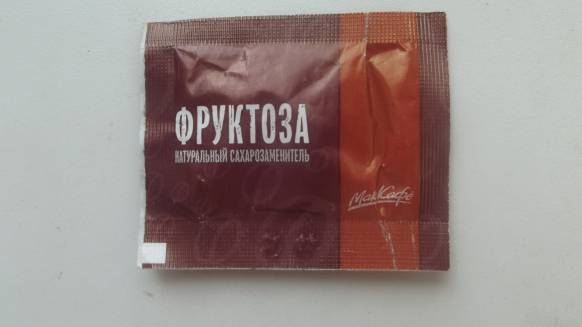 ФРУКТОЗА
НАТУРАЛЬНЫЙ САХАРОЗАМЕНИТЕЛЬ
МакКафе